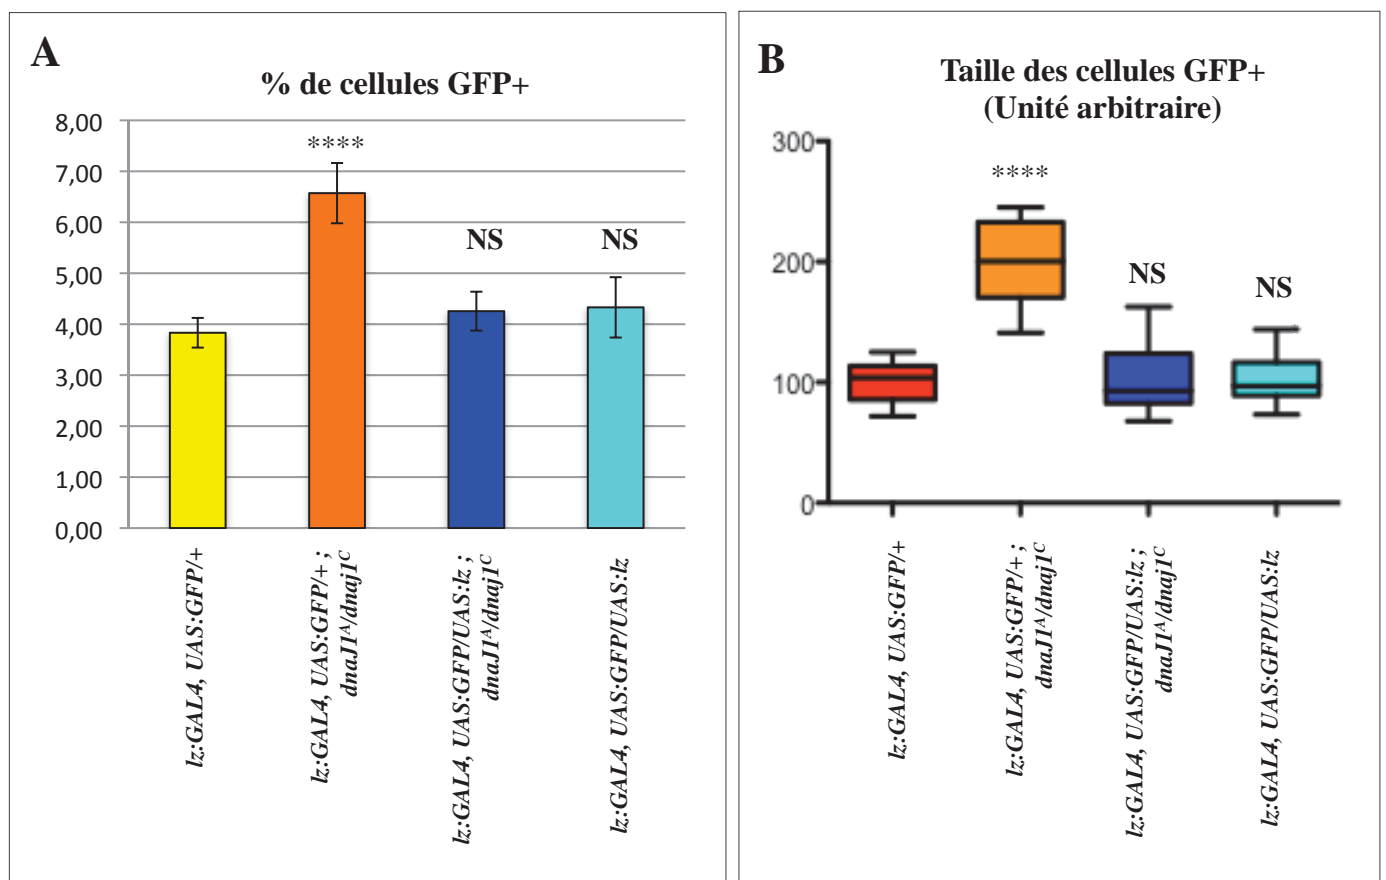 A
% de cellules GFP+
8,00
7,00
6,00
5,00
4,00
3,00
2,00
1,00
0,00
****
NS
NS
lz:GAL4, UAS:GFP/+
lz:GAL4, UAS:GFP/+ ;
dnaJ1ᴬ/dnaj1ᶜ
lz:GAL4, UAS:GFP/UAS:lz ;
dnaJ1ᴬ/dnaj1ᶜ
lz:GAL4, UAS:GFP/UAS:lz
B
Taille des cellules GFP+
(Unité arbitraire)
300
200
100
0
****
NS
NS
lz:GAL4, UAS:GFP/+
lz:GAL4, UAS:GFP/+ ;
dnaJ1ᴬ/dnaj1ᶜ
lz:GAL4, UAS:GFP/UAS:lz ;
dnaJ1ᴬ/dnaj1ᶜ
lz:GAL4, UAS:GFP/UAS:lz